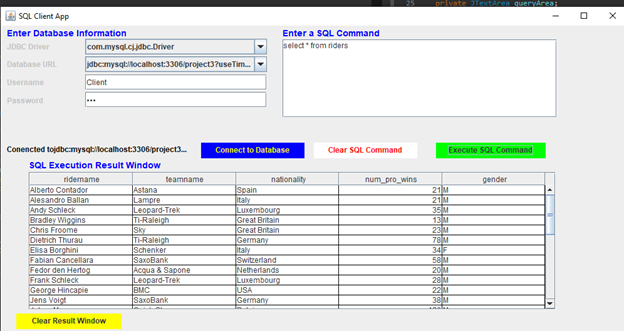 25 private JTextArea queryArea;
SQL Client App
Enter Database Information
Enter a SQL Command
JDBC Driver com.mysql.cj.jdbc.Driver
select * from riders
Database URL jdbc:mysql://localhost:3306/project3?useTim...
Username Client
Password •••
Conencted tojdbc:mysql://localhost:3306/project3... Connect to Database Clear SQL Command Execute SQL Command
SQL Execution Result Window
ridername teamname nationality num_pro_wins gender
Alberto Contador Astana Spain 21 M
Alesandro Ballan Lampre Italy 21 M
Andy Schleck Leopard-Trek Luxembourg 35 M
Bradley Wiggins Ti-Raleigh Great Britain 13 M
Chris Froome Sky Great Britain 23 M
Dietrich Thurau Ti-Raleigh Germany 78 M
Elisa Borghini Schenker Italy 34 F
Fabian Cancellara SaxoBank Switzerland 58 M
Fedor den Hertog Acqua & Sapone Netherlands 20 M
Frank Schleck Leopard-Trek Luxembourg 28 M
George Hincapie BMC USA 22 M
Jens Voigt SaxoBank Germany 38 M
Clear Result Window